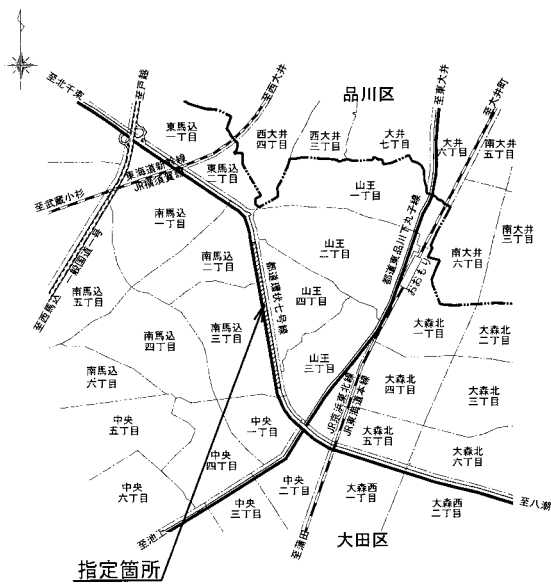 至北千束
至戸越
至西大井
品川区
至東大井
至大井町
東馬込
一丁目
西大井
四丁目
西大井
三丁目
大井
七丁目
大井
六丁目
南大井
五丁目
東海道新幹線
JR横須賀線
東馬込
二丁目
山王
一丁目
至武蔵小杉
一般国道一号
南馬込
一丁目
都道東品川下丸子線
南大井
三丁目
南馬込
二丁目
山王
二丁目
南大井
六丁目
おおもり
至西馬込
南馬込
五丁目
都道環状七号線
山王
四丁目
南馬込
四丁目
南馬込
三丁目
大森北
一丁目
大森北
二丁目
南馬込
六丁目
山王
三丁目
JR京浜東北線
JR東海道本線
大森北
四丁目
大森北
三丁目
中央
五丁目
中央
一丁目
大森北
五丁目
大森北
六丁目
中央
四丁目
中央
六丁目
中央
二丁目
中央
三丁目
大森西
一丁目
大森西
二丁目
至八潮
至池上
至蒲田
大田区
指定箇所